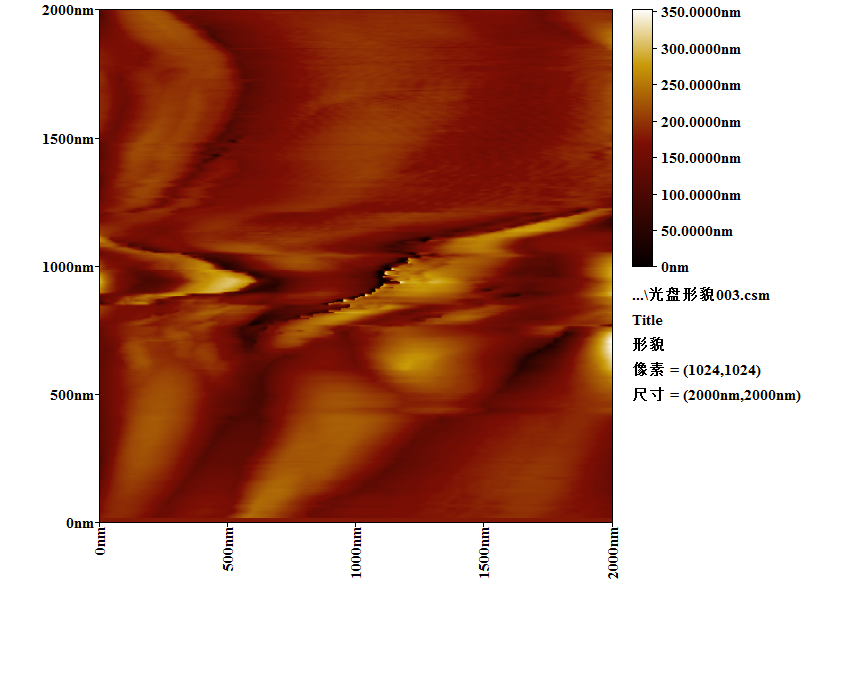 2000nm
1500nm
1000nm
500nm
0nm
0nm
500nm
1000nm
1500nm
2000nm
350.0000nm
300.0000nm
250.0000nm
200.0000nm
150.0000nm
100.0000nm
50.0000nm
0nm
...\光盘形貌003.csm
Title
形貌
像素 = (1024,1024)
尺寸 = (2000nm,2000nm)